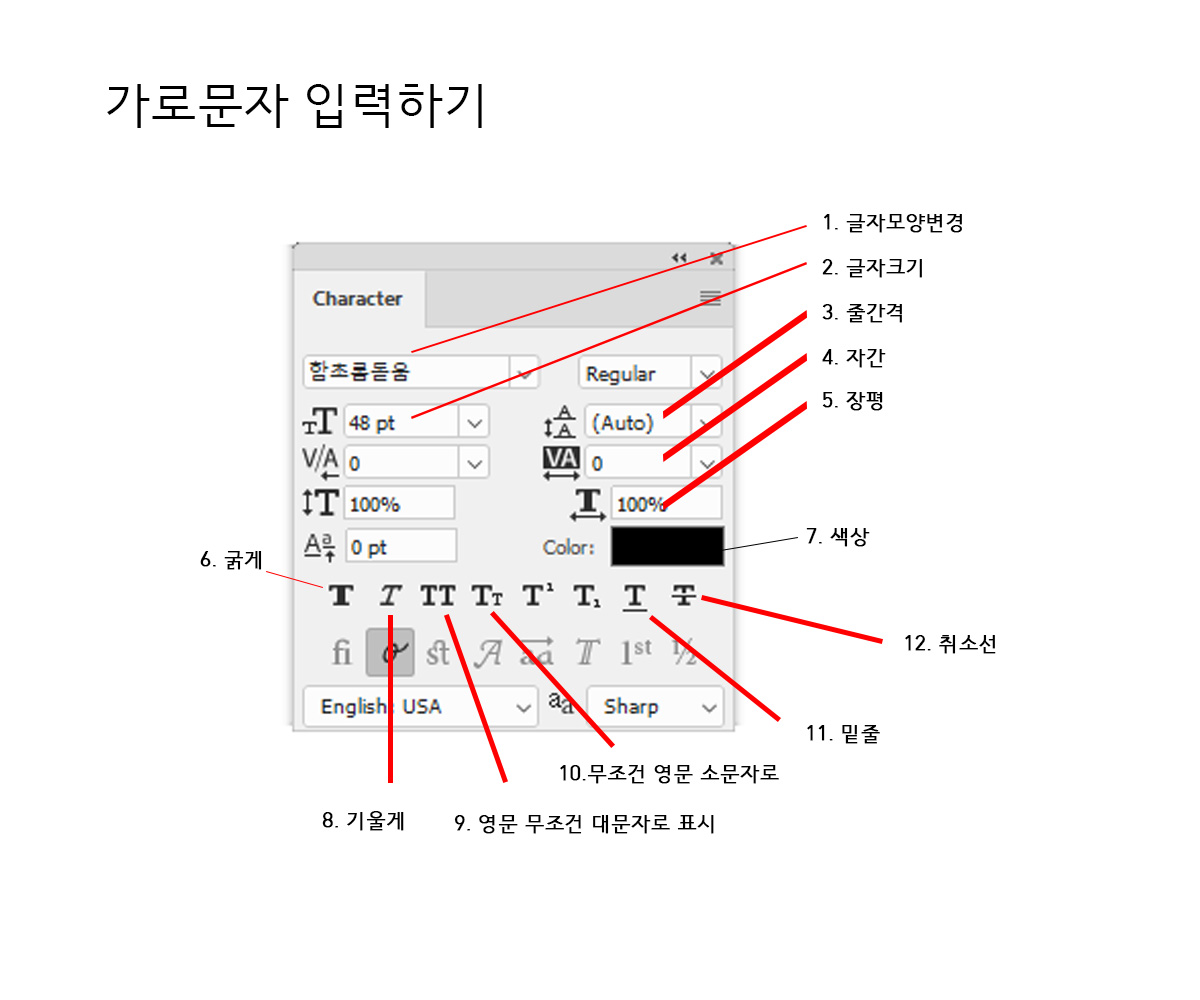 가로문자 입력하기
1. 글자모양변경
2. 글자크기
3. 줄간격
4. 자간
5. 장평
Character
함초롬돋움
Regular
48 pt
(Auto)
V/A 0
VA 0
100%
100%
0 pt
Color:
6. 굵게
7. 색상
T T TT Tт T¹ T₁ T T
fi st A aa T 1st ½
English: USA
aa
Sharp
12. 취소선
11. 밑줄
10.무조건 영문 소문자로
8. 기울게
9. 영문 무조건 대문자로 표시